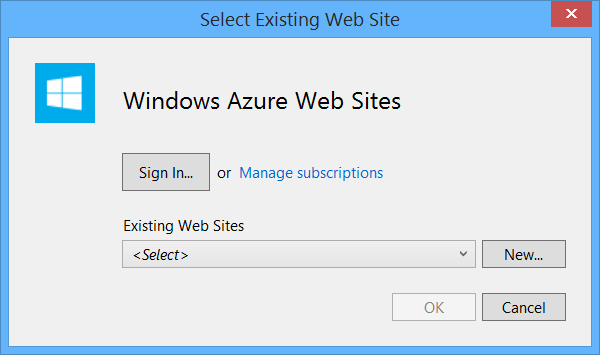 Select Existing Web Site
Windows Azure Web Sites
Sign In... or Manage subscriptions
Existing Web Sites
<Select> New...
OK Cancel